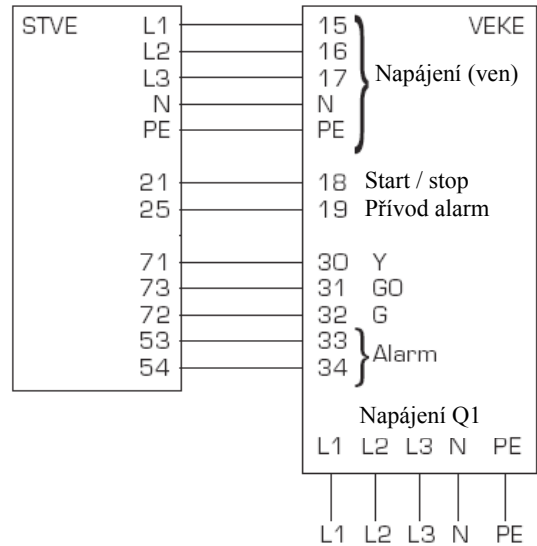 STVE L1 15 VEKE
L2 16
L3 17 Napájení (ven)
N N
PE PE
21 18 Start / stop
25 19 Přívod alarm
71 30 Y
73 31 G0
72 32 G
53 33
54 34 Alarm
Napájení Q1
L1 L2 L3 N PE
L1 L2 L3 N PE